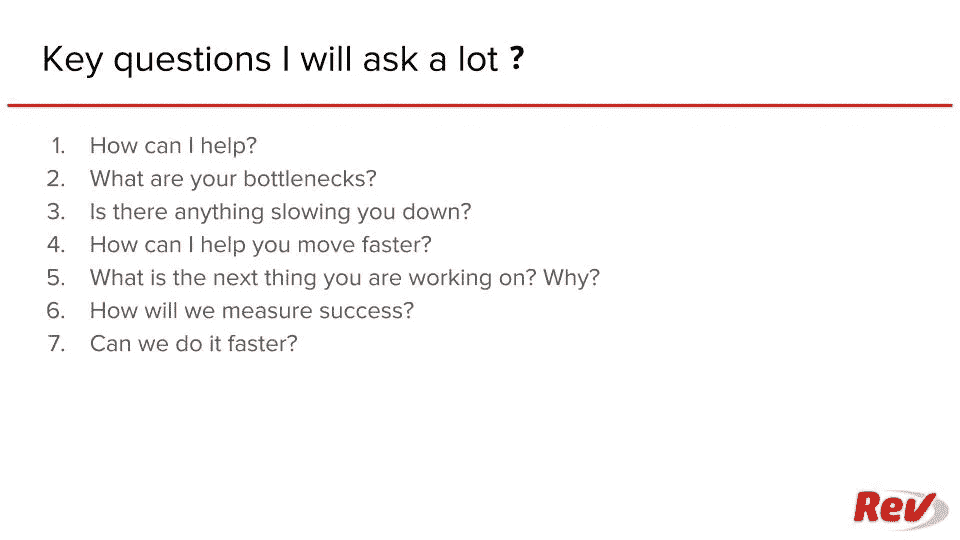 Key questions I will ask a lot ?
1. How can I help?
2. What are your bottlenecks?
3. Is there anything slowing you down?
4. How can I help you move faster?
5. What is the next thing you are working on? Why?
6. How will we measure success?
7. Can we do it faster?
Rev